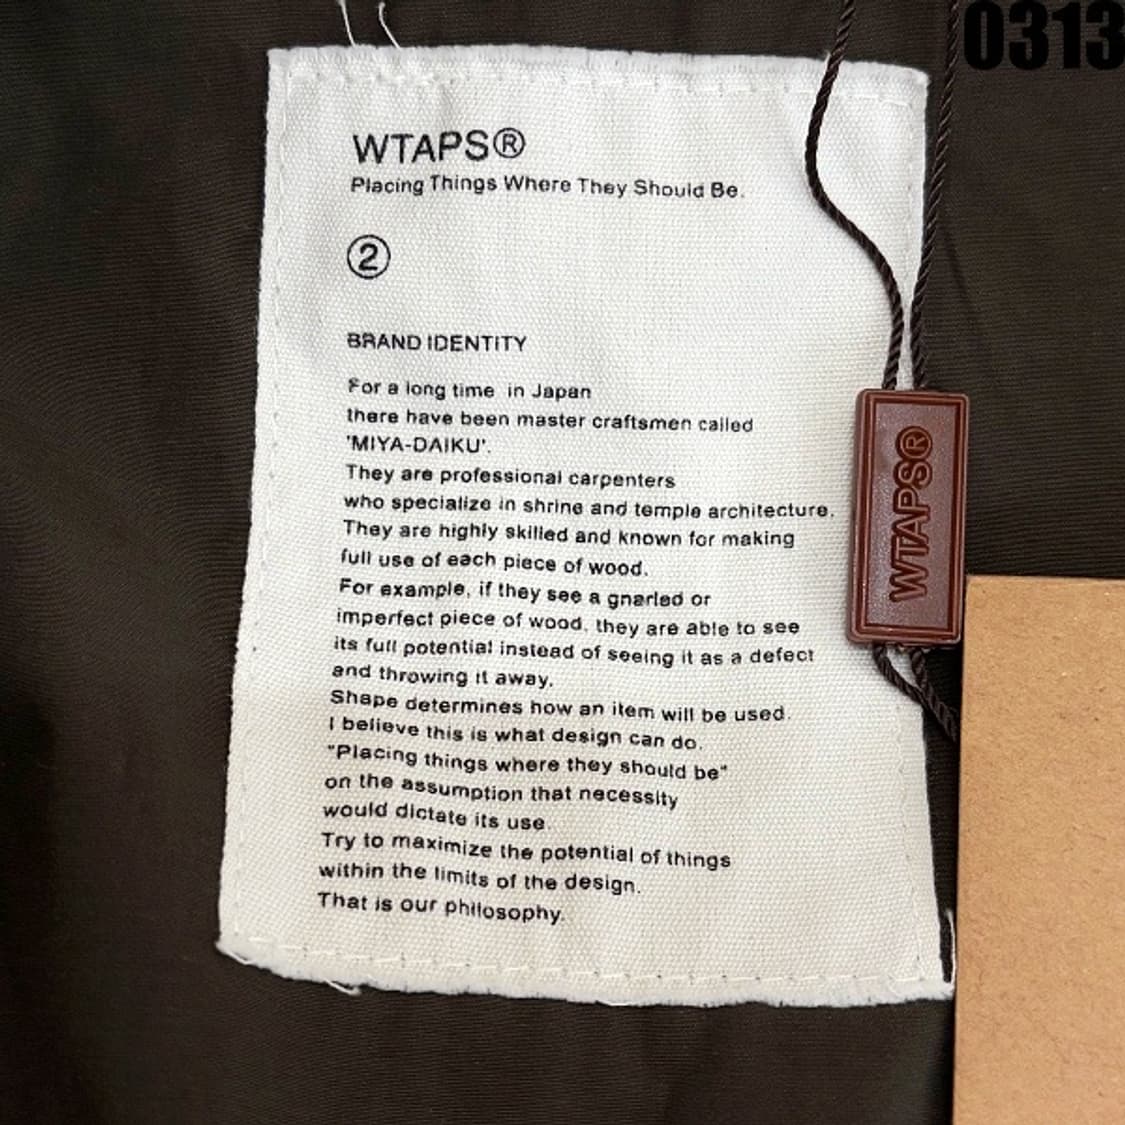 0313
WTAPS®
Placing Things Where They Should Be.
②
BRAND IDENTITY
For a long time in Japan
there have been master craftsmen called
'MIYA-DAIKU'.
They are professional carpenters
who specialize in shrine and temple architecture.
They are highly skilled and known for making
full use of each piece of wood.
For example, if they see a gnarled or
imperfect piece of wood, they are able to see
its full potential instead of seeing it as a defect
and throwing it away.
Shape determines how an item will be used.
I believe this is what design can do.
"Placing things where they should be"
on the assumption that necessity
would dictate its use.
Try to maximize the potential of things
within the limits of the design.
That is our philosophy.
WTAPS®